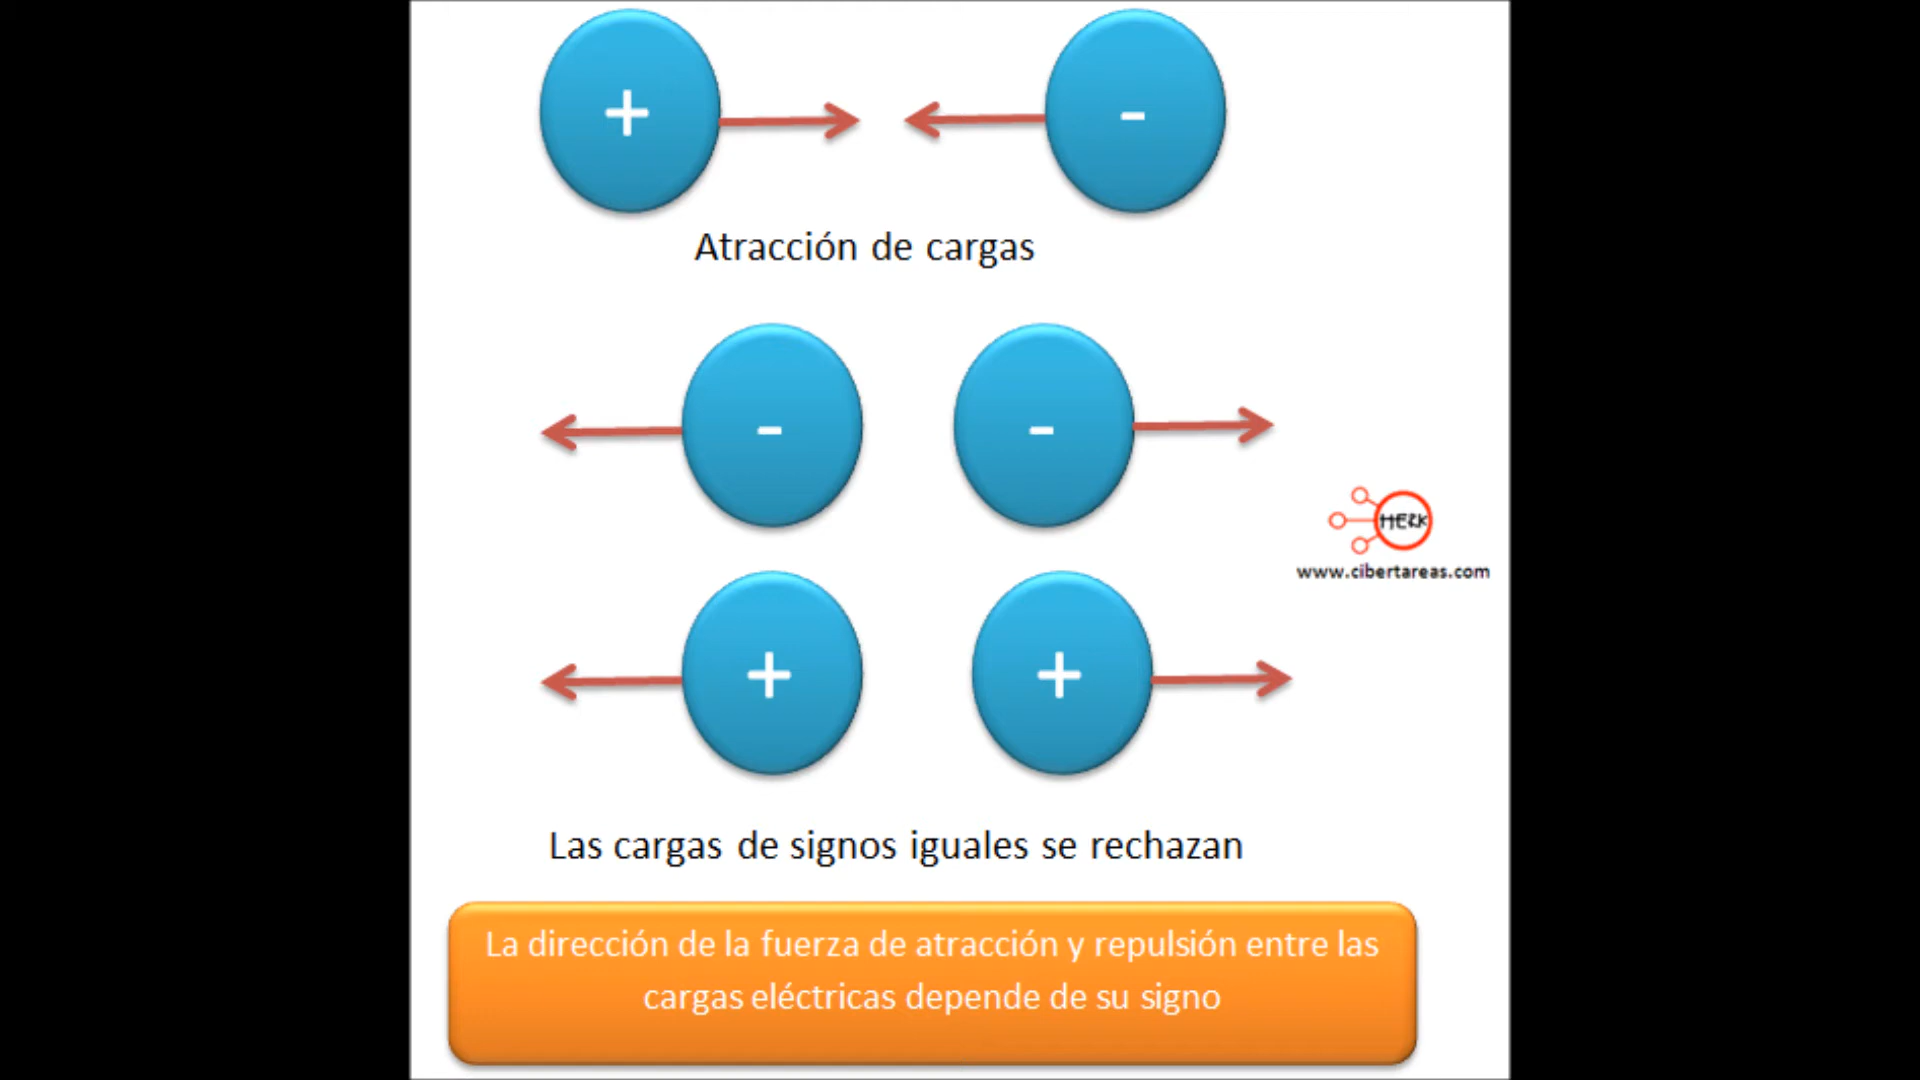 + -
Atracción de cargas
- -
HERK
www.cibertareas.com
+ +
Las cargas de signos iguales se rechazan
La dirección de la fuerza de atracción y repulsión entre las
cargas eléctricas depende de su signo